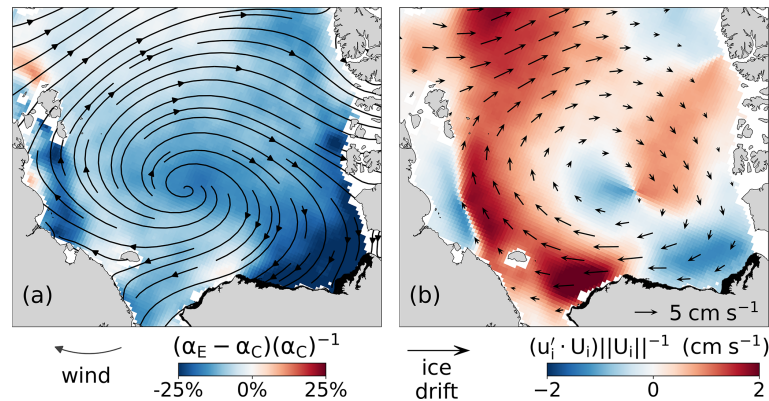 (a)
(b)
5 cm s⁻¹
wind
(α_E − α_C)(α_C)⁻¹
-25% 0% 25%
ice
drift
(u′_i · U_i)||U_i||⁻¹ (cm s⁻¹)
−2 0 2